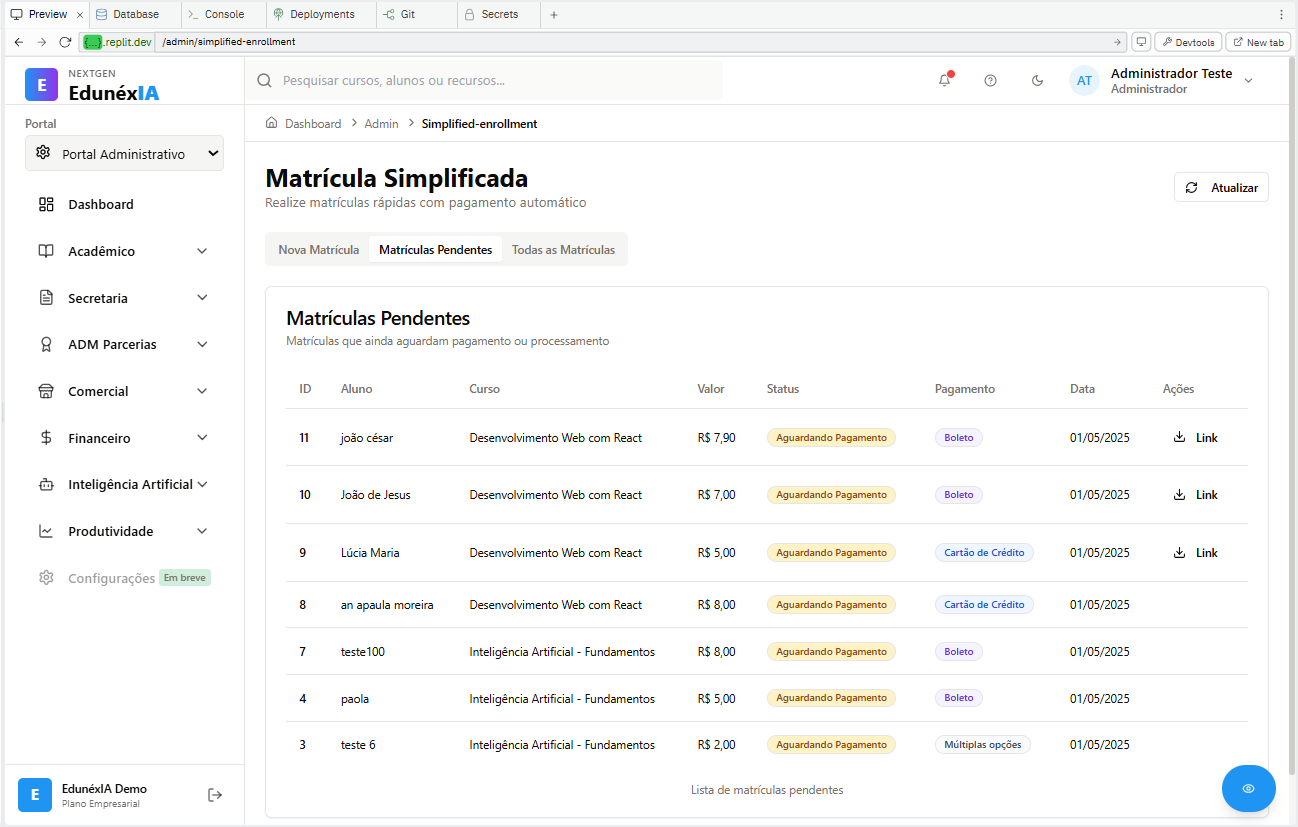 Preview
Database
Console
Deployments
Git
Secrets
{...}.replit.dev
/admin/simplified-enrollment
Devtools
New tab
E
NEXTGEN
EdunéxIA
Pesquisar cursos, alunos ou recursos...
AT
Administrador Teste
Administrador
Portal
Portal Administrativo
Dashboard
Acadêmico
Secretaria
ADM Parcerias
Comercial
Financeiro
Inteligência Artificial
Produtividade
Configurações Em breve
E
EdunéxIA Demo
Plano Empresarial
Dashboard > Admin > Simplified-enrollment
Matrícula Simplificada
Realize matrículas rápidas com pagamento automático
Atualizar
Nova Matrícula Matrículas Pendentes Todas as Matrículas
Matrículas Pendentes
Matrículas que ainda aguardam pagamento ou processamento
ID Aluno Curso Valor Status Pagamento Data Ações
11 joão césar Desenvolvimento Web com React R$ 7,90 Aguardando Pagamento Boleto 01/05/2025 Link
10 João de Jesus Desenvolvimento Web com React R$ 7,00 Aguardando Pagamento Boleto 01/05/2025 Link
9 Lúcia Maria Desenvolvimento Web com React R$ 5,00 Aguardando Pagamento Cartão de Crédito 01/05/2025 Link
8 an apaula moreira Desenvolvimento Web com React R$ 8,00 Aguardando Pagamento Cartão de Crédito 01/05/2025
7 teste100 Inteligência Artificial - Fundamentos R$ 8,00 Aguardando Pagamento Boleto 01/05/2025
4 paola Inteligência Artificial - Fundamentos R$ 5,00 Aguardando Pagamento Boleto 01/05/2025
3 teste 6 Inteligência Artificial - Fundamentos R$ 2,00 Aguardando Pagamento Múltiplas opções 01/05/2025
Lista de matrículas pendentes